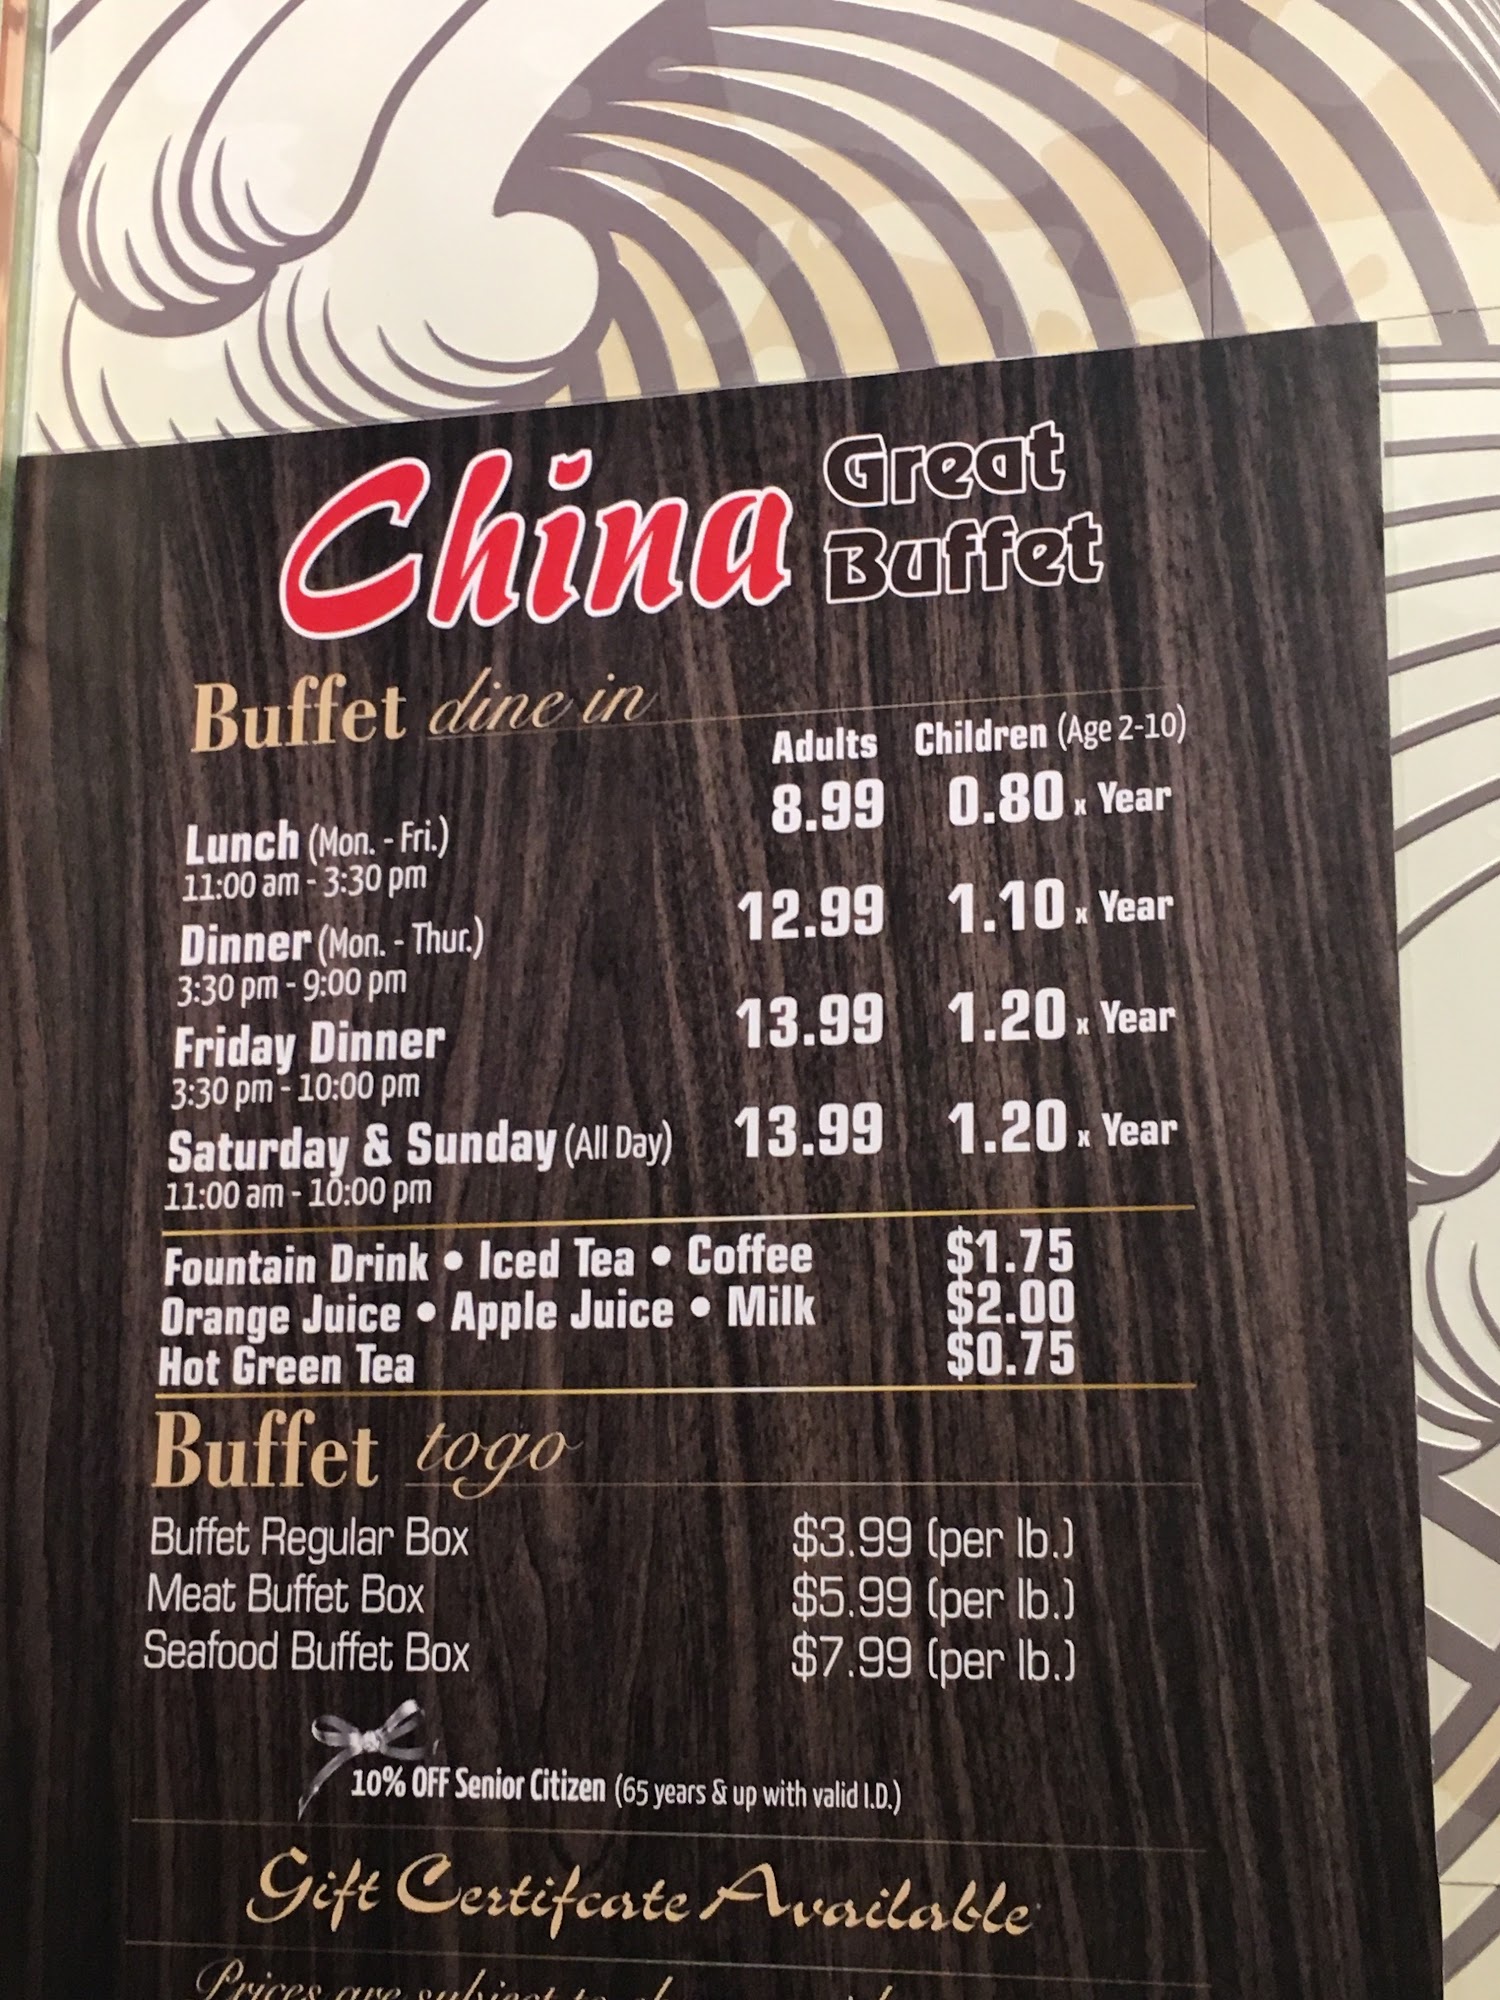 China Great Buffet
Buffet dine in
Adults Children (Age 2-10)
Lunch (Mon. - Fri.) 8.99 0.80 x Year
11:00 am - 3:30 pm
Dinner (Mon. - Thur.) 12.99 1.10 x Year
3:30 pm - 9:00 pm
Friday Dinner 13.99 1.20 x Year
3:30 pm - 10:00 pm
Saturday & Sunday (All Day) 13.99 1.20 x Year
11:00 am - 10:00 pm
Fountain Drink • Iced Tea • Coffee $1.75
Orange Juice • Apple Juice • Milk $2.00
Hot Green Tea $0.75
Buffet togo
Buffet Regular Box $3.99 (per lb.)
Meat Buffet Box $5.99 (per lb.)
Seafood Buffet Box $7.99 (per lb.)
10% OFF Senior Citizen (65 years & up with valid I.D.)
Gift Certifcate Available
Prices are subject to